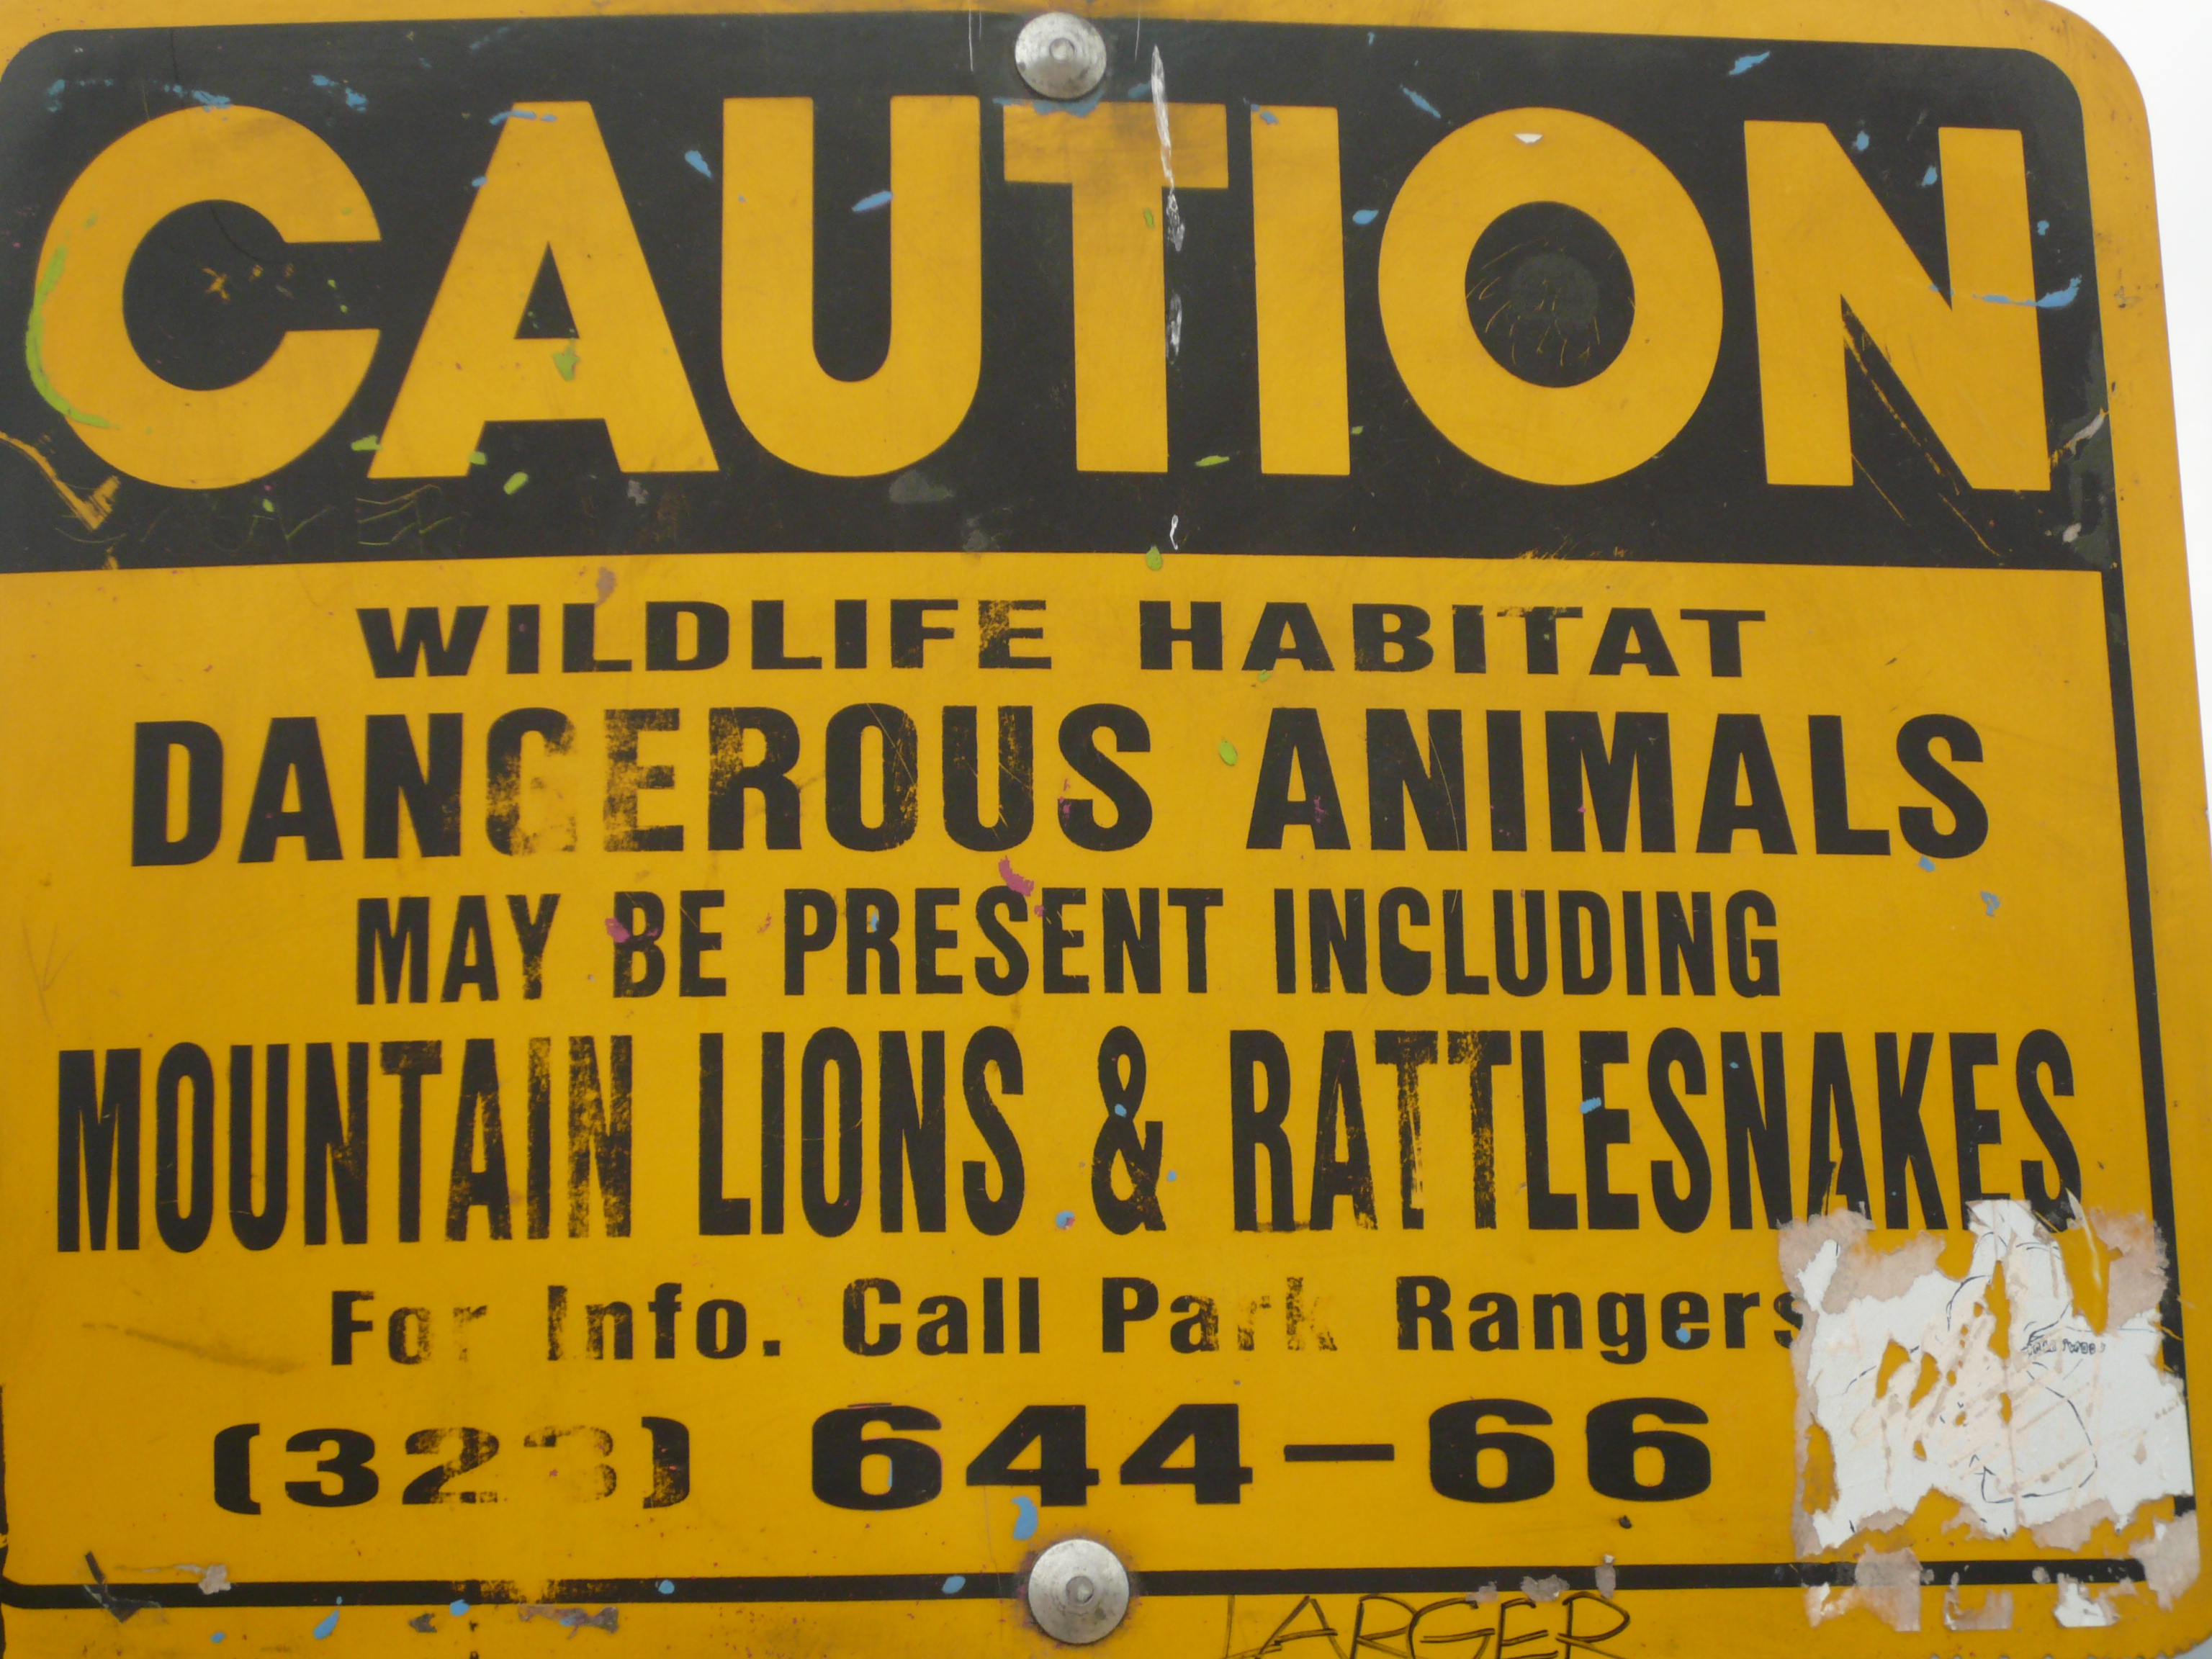 CAUTION
WILDLIFE HABITAT
DANGEROUS ANIMALS
MAY BE PRESENT INCLUDING
MOUNTAIN LIONS & RATTLESNAKES
For Info. Call Park Rangers
(323) 644-66
LARGER